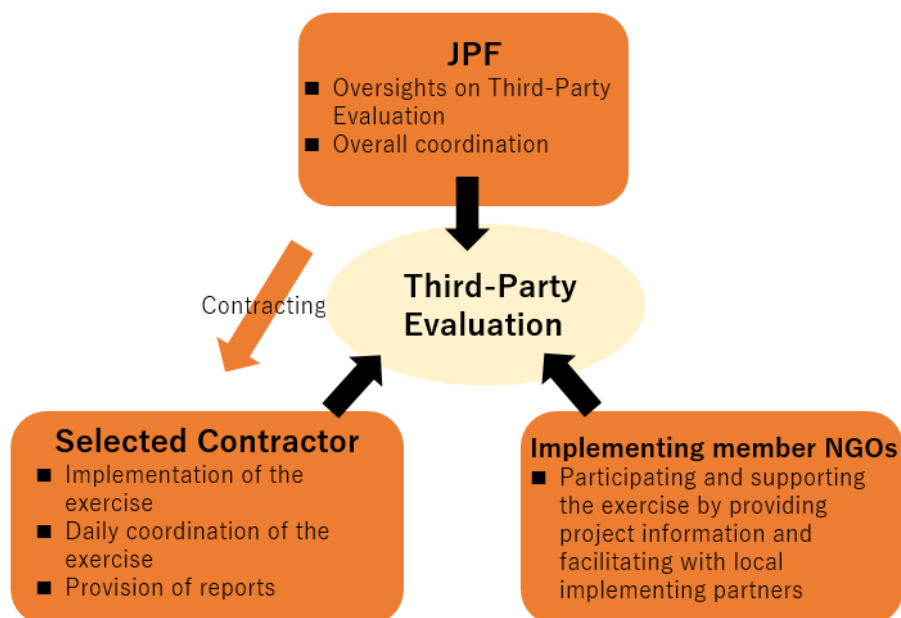 JPF
■ Oversights on Third-Party
Evaluation
■ Overall coordination
Third-Party
Evaluation
Contracting
Selected Contractor
■ Implementation of the
exercise
■ Daily coordination of the
exercise
■ Provision of reports
Implementing member NGOs
■ Participating and supporting
the exercise by providing
project information and
facilitating with local
implementing partners